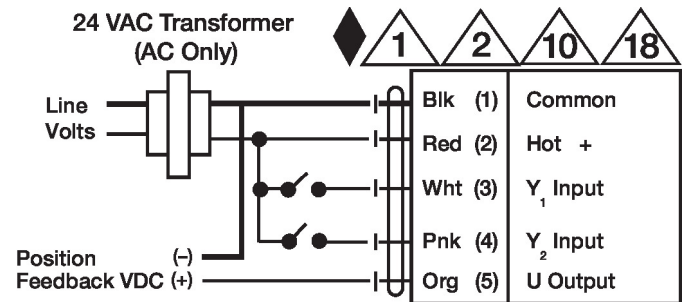 24 VAC Transformer
(AC Only)
1 2 10 18
Line
Volts
Blk (1) Common
Red (2) Hot +
Wht (3) Y1 Input
Pnk (4) Y2 Input
Org (5) U Output
Position (-)
Feedback VDC (+)